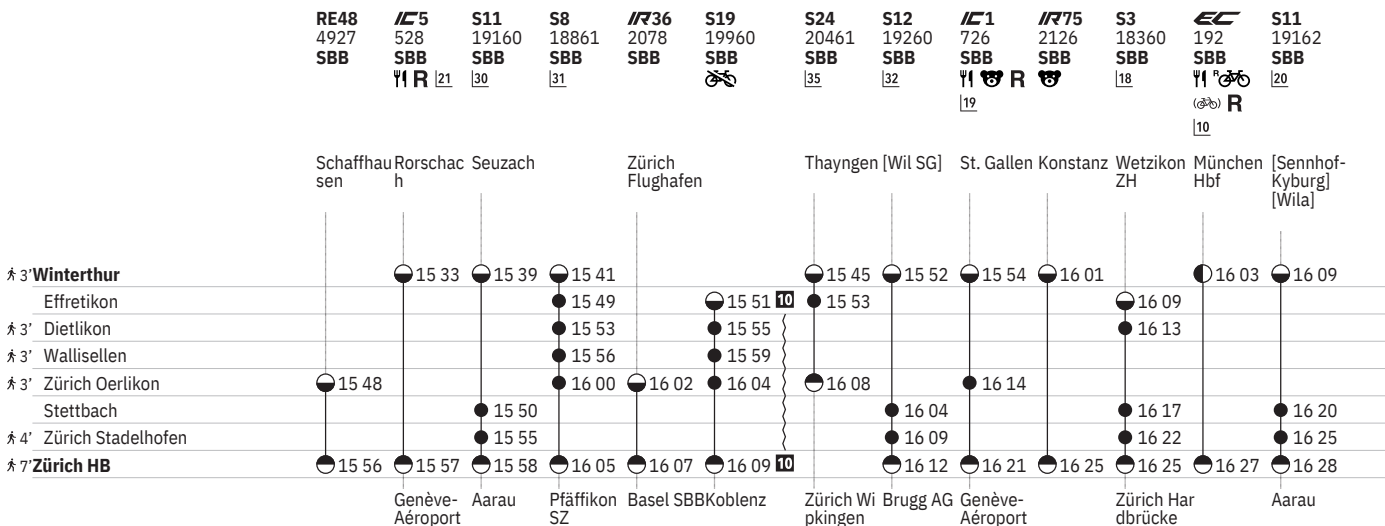 RE48 IC5 S11 S8 IR36 S19 S24 S12 IC1 IR75 S3 EC S11
4927 528 19160 18861 2078 19960 20461 19260 726 2126 18360 192 19162
SBB SBB SBB SBB SBB SBB SBB SBB SBB SBB SBB SBB SBB
R 21 30 31 35 32 R 18 R 20
19 R
10
Schaffhau Rorschac Seuzach Zürich Thayngen [Wil SG] St. Gallen Konstanz Wetzikon München [Sennhof-
sen h Flughafen ZH Hbf Kyburg]
[Wila]
3' Winterthur 15 33 15 39 15 41 15 45 15 52 15 54 16 01 16 03 16 09
Effretikon 15 49 15 51 10 15 53 16 09
3' Dietlikon 15 53 15 55 16 13
3' Wallisellen 15 56 15 59
3' Zürich Oerlikon 15 48 16 00 16 02 16 04 16 08 16 14
Stettbach 15 50 16 04 16 17 16 20
4' Zürich Stadelhofen 15 55 16 09 16 22 16 25
7' Zürich HB 15 56 15 57 15 58 16 05 16 07 16 09 10 16 12 16 21 16 25 16 25 16 27 16 28
Genève- Aarau Pfäffikon Basel SBB Koblenz Zürich Wi Brugg AG Genève- Zürich Har Aarau
Aéroport SZ pkingen Aéroport dbrücke